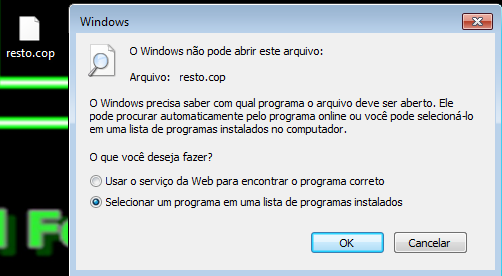 resto.cop
Windows
O Windows não pode abrir este arquivo:
Arquivo: resto.cop
O Windows precisa saber com qual programa o arquivo deve ser aberto. Ele
pode procurar automaticamente pelo programa online ou você pode selecioná-lo
em uma lista de programas instalados no computador.
O que você deseja fazer?
Usar o serviço da Web para encontrar o programa correto
Selecionar um programa em uma lista de programas instalados
OK
Cancelar